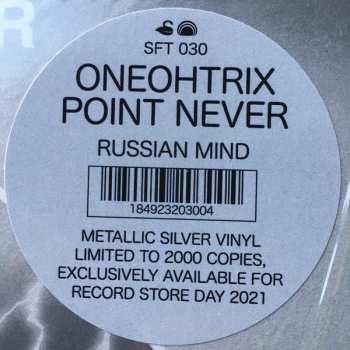 R
SFT 030
ONEOHTRIX
POINT NEVER
RUSSIAN MIND
184923203004
METALLIC SILVER VINYL
LIMITED TO 2000 COPIES,
EXCLUSIVELY AVAILABLE FOR
RECORD STORE DAY 2021